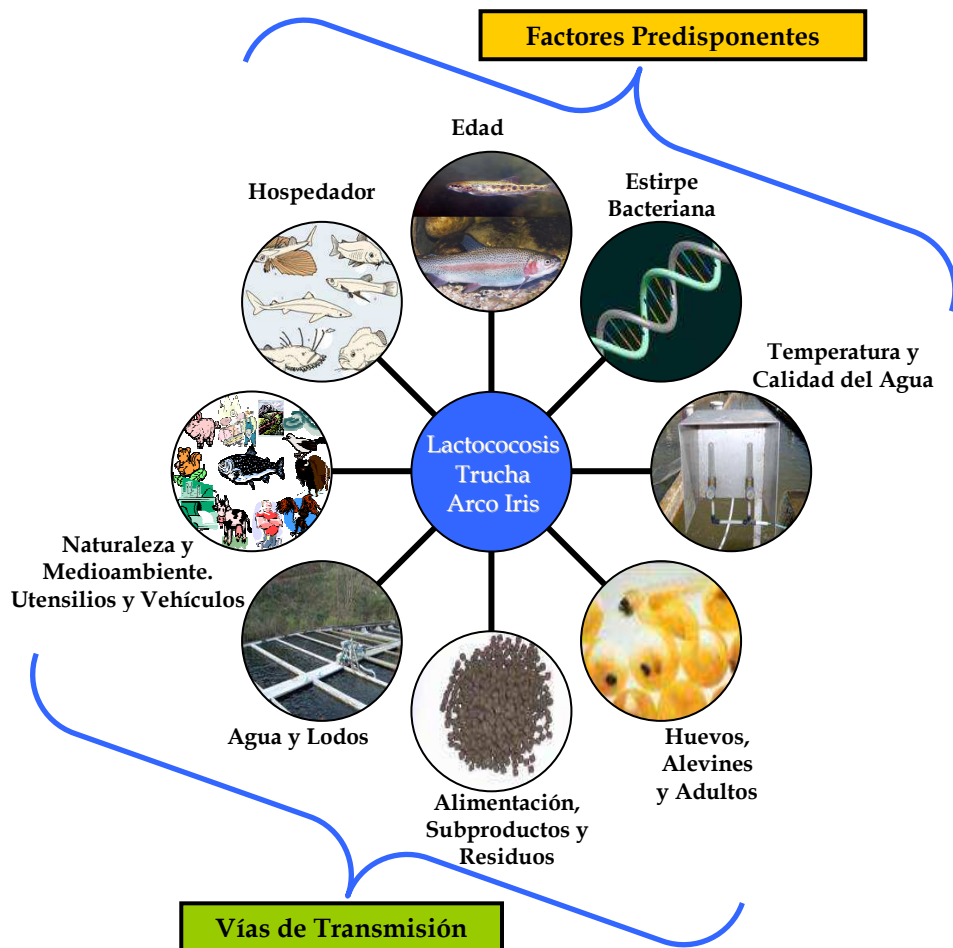 Factores Predisponentes
Edad
Hospedador
Estirpe
Bacteriana
Temperatura y
Calidad del Agua
Lactococosis
Trucha
Arco Iris
Naturaleza y
Medioambiente.
Utensilios y Vehículos
Agua y Lodos
Huevos,
Alevines
y Adultos
Alimentación,
Subproductos y
Residuos
Vías de Transmisión